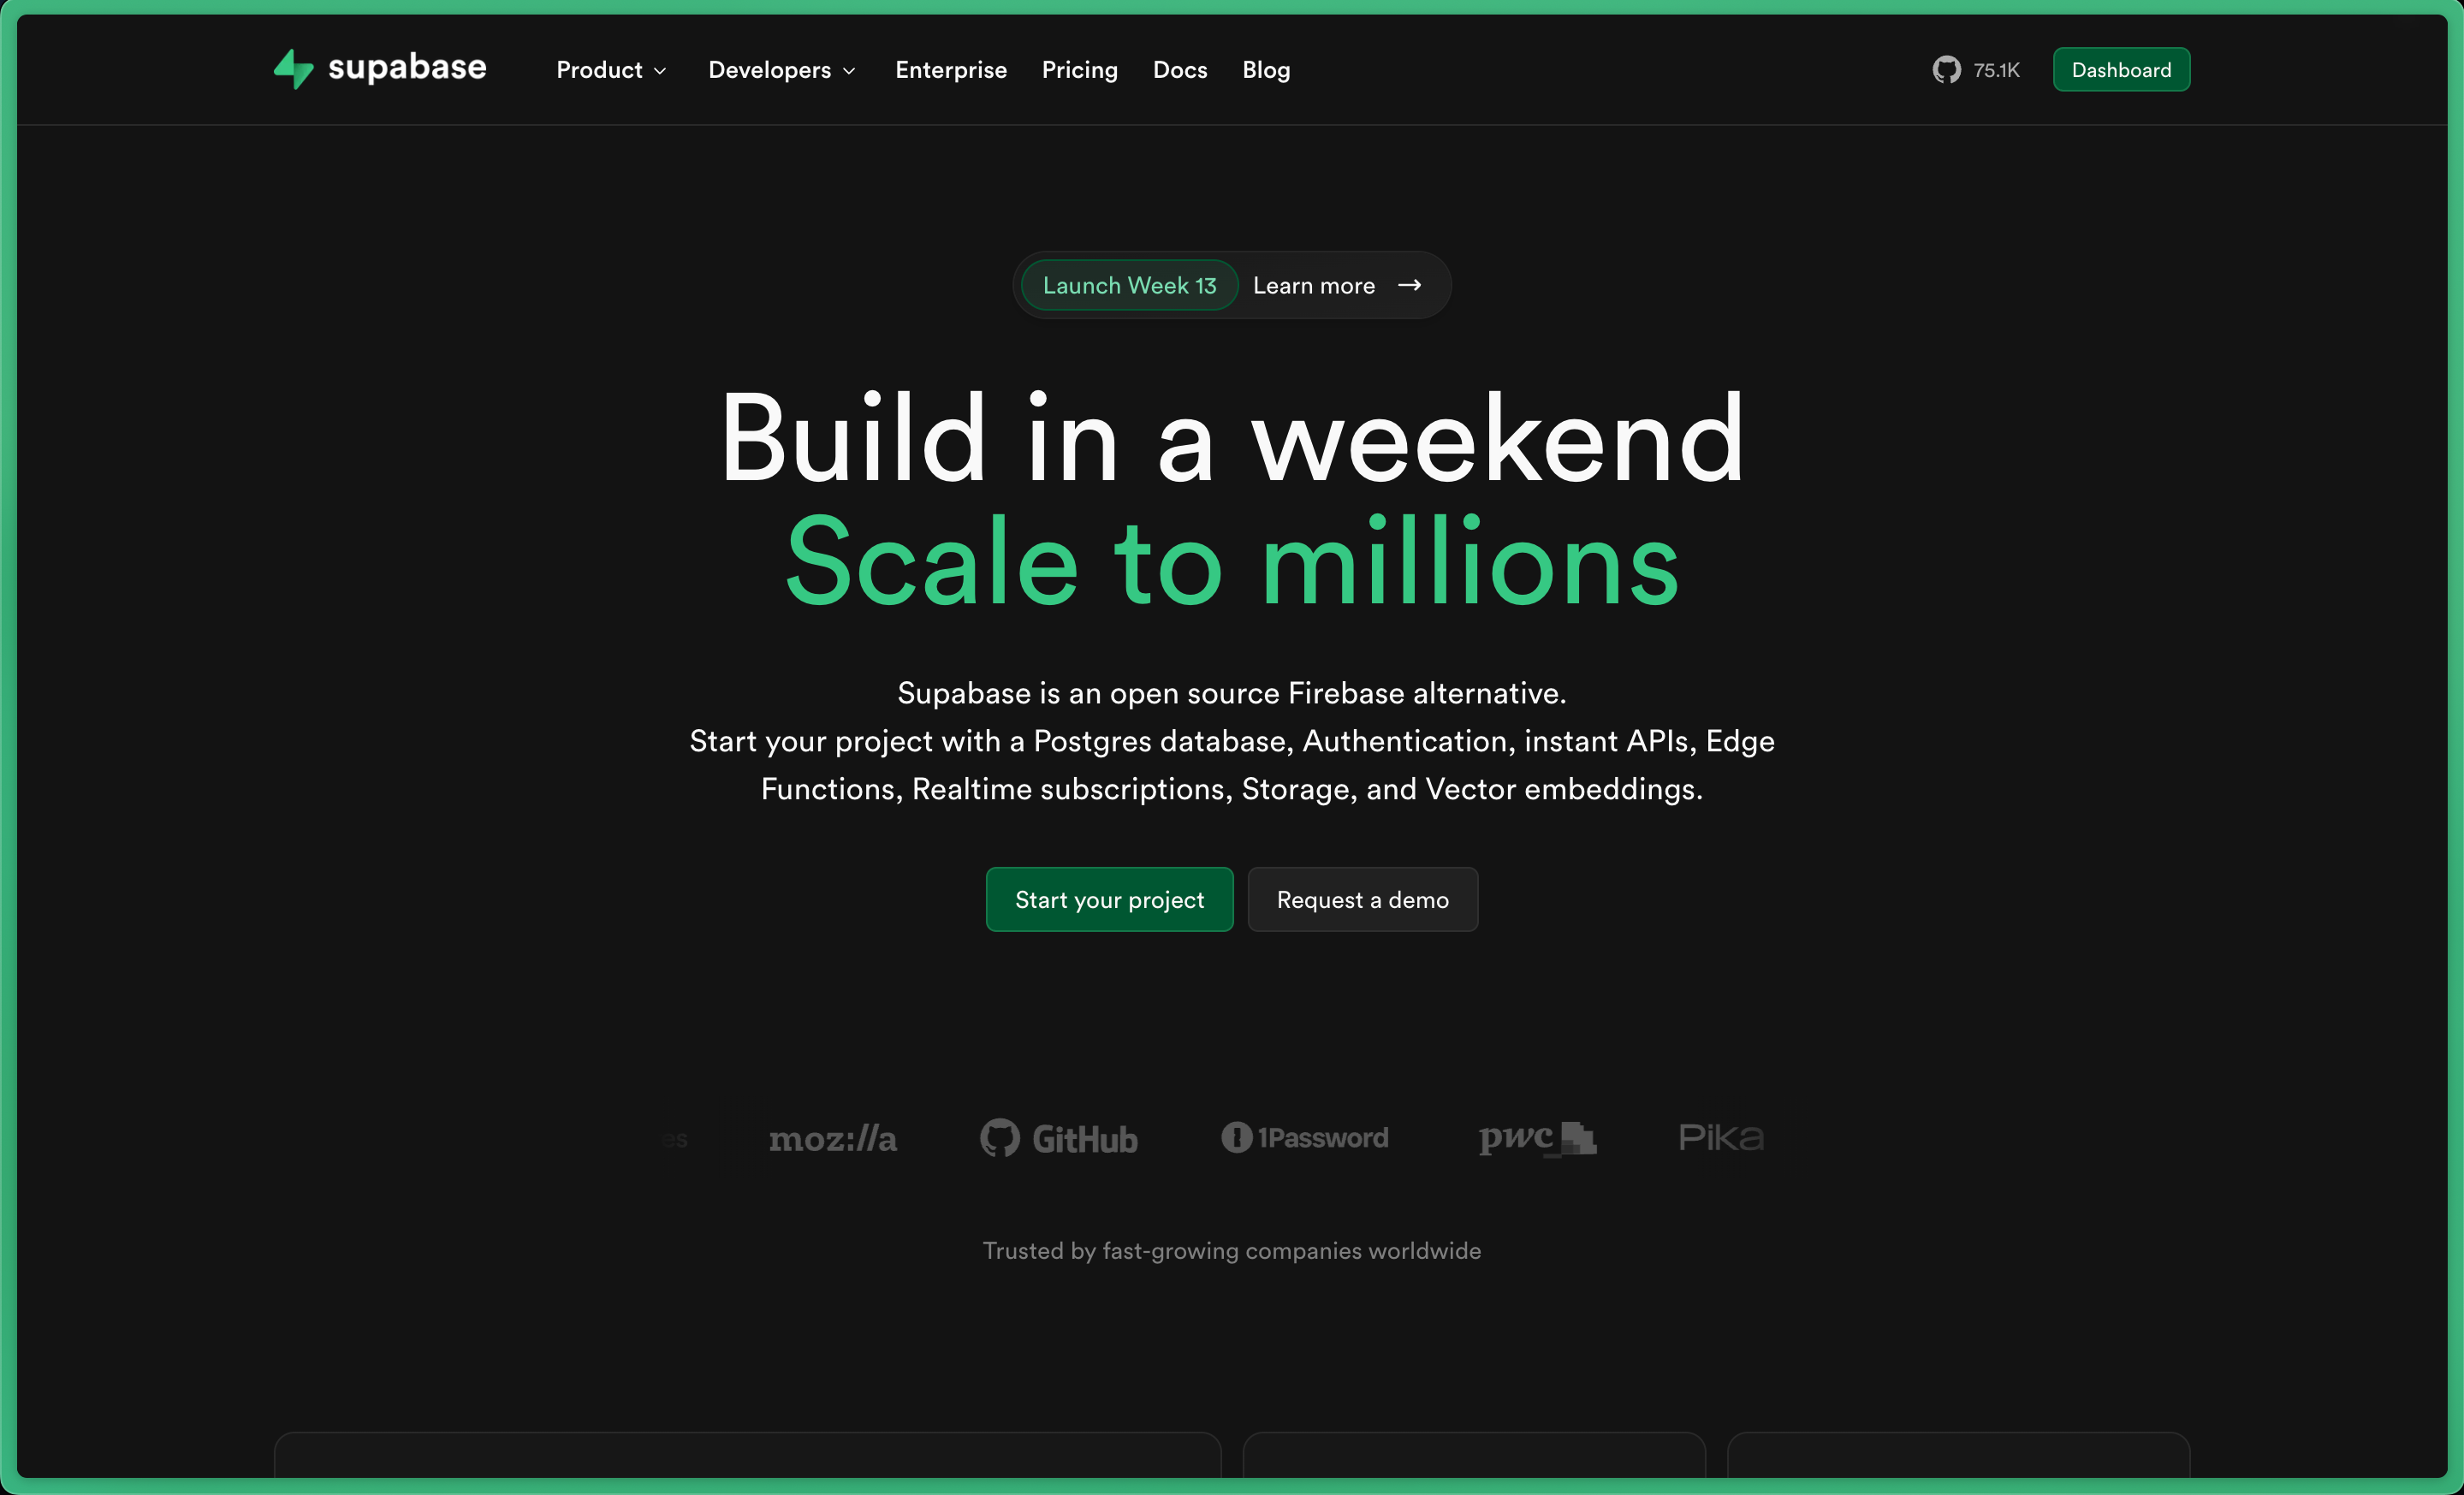 supabase
Product
Developers
Enterprise
Pricing
Docs
Blog
75.1K
Dashboard
Launch Week 13 Learn more →
Build in a weekend
Scale to millions
Supabase is an open source Firebase alternative.
Start your project with a Postgres database, Authentication, instant APIs, Edge
Functions, Realtime subscriptions, Storage, and Vector embeddings.
Start your project
Request a demo
es
moz://a
GitHub
1Password
pwc
Pika
Trusted by fast-growing companies worldwide